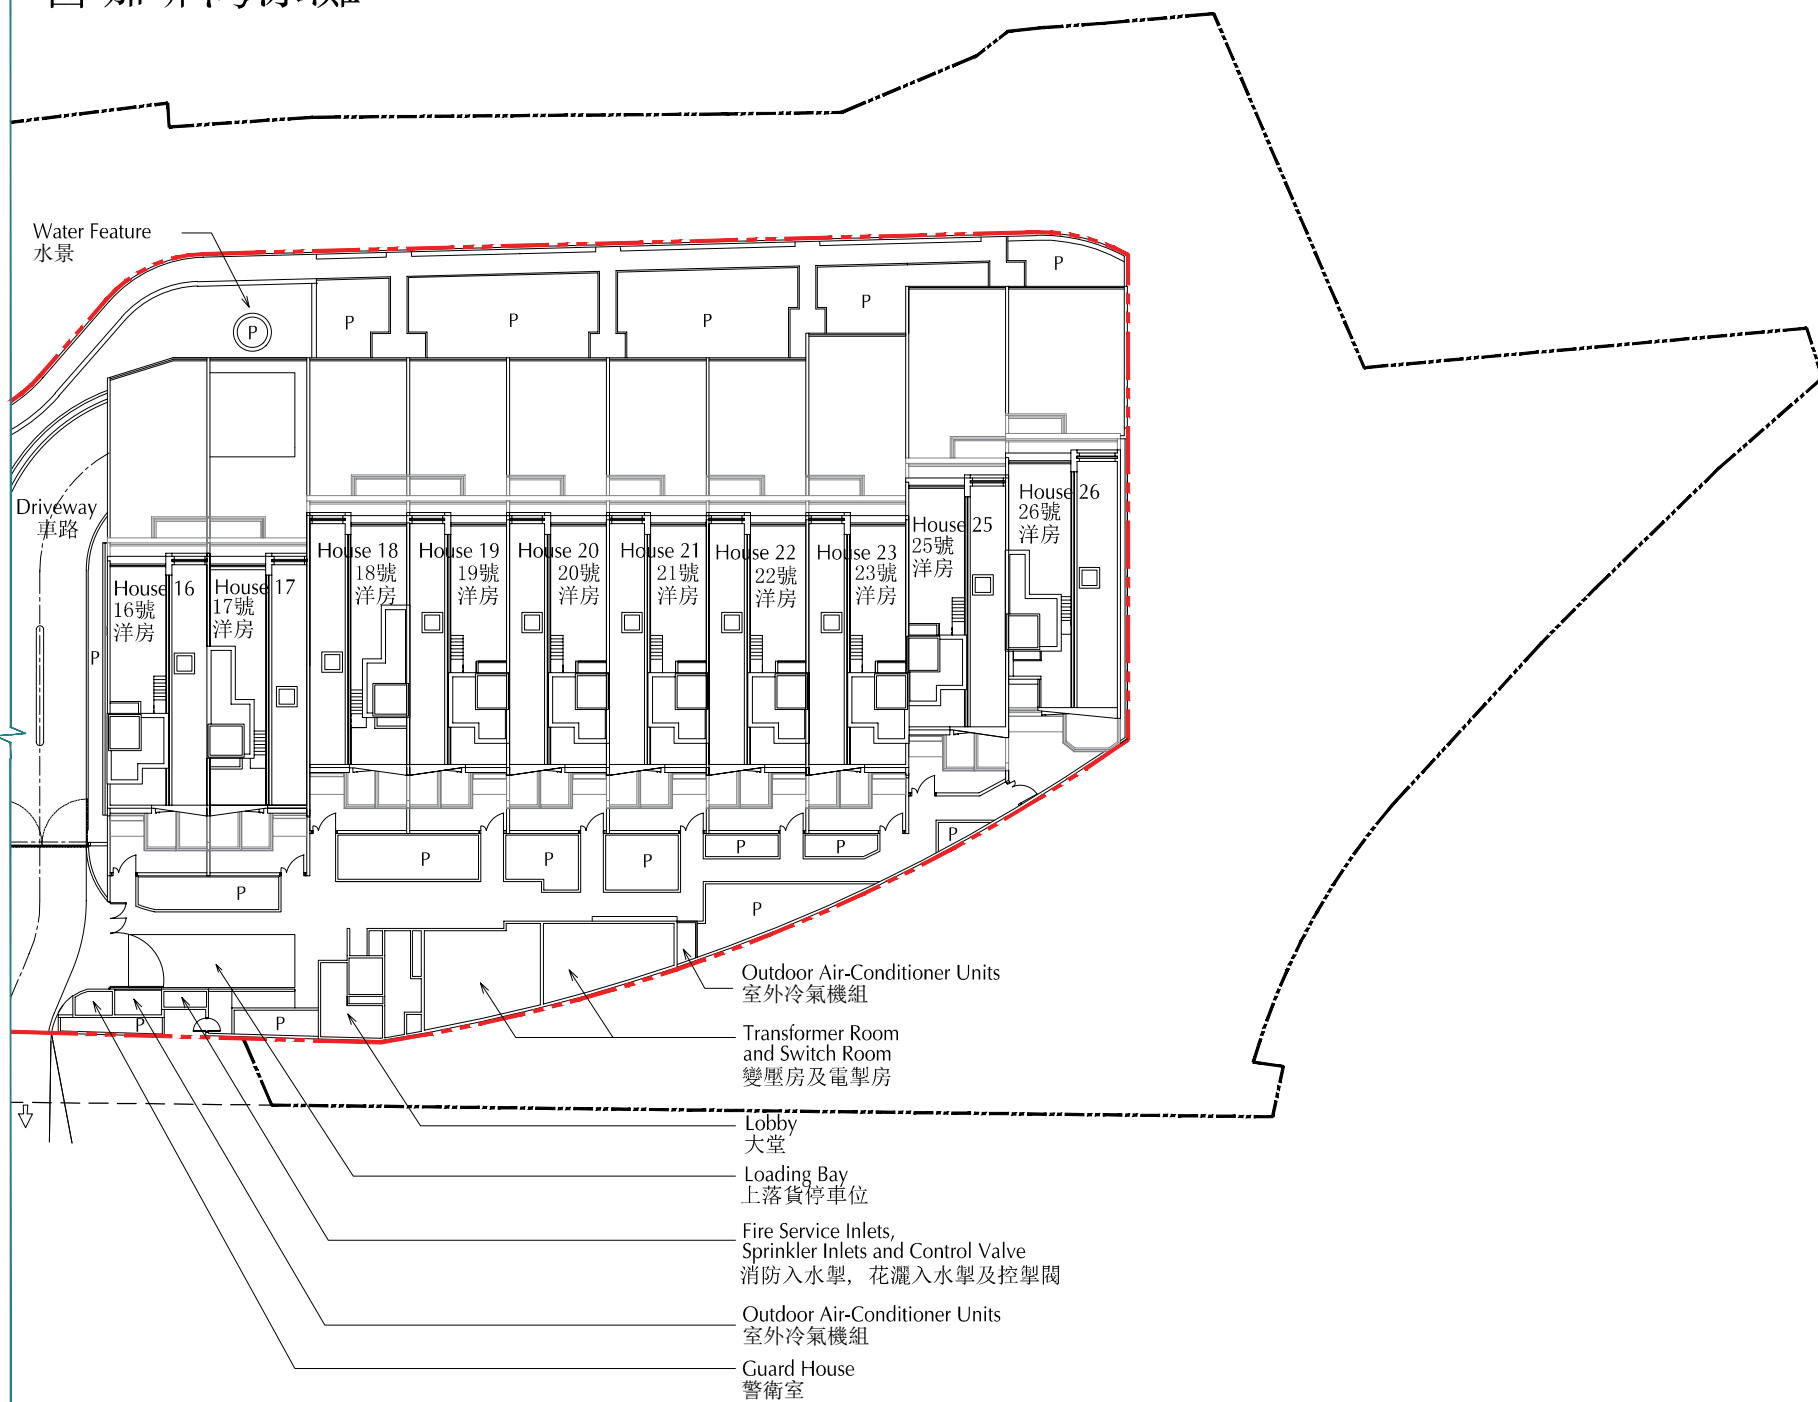 Water Feature
水景
P
P
P
P
P
P
Driveway
車路
House 16
16號
洋房
House 17
17號
洋房
House 18
18號
洋房
House 19
19號
洋房
House 20
20號
洋房
House 21
21號
洋房
House 22
22號
洋房
House 23
23號
洋房
House 25
25號
洋房
House 26
26號
洋房
P
P
P
P
P
P
P
P
P
P
P
Outdoor Air-Conditioner Units
室外冷氣機組
Transformer Room
and Switch Room
變壓房及電掣房
Lobby
大堂
Loading Bay
上落貨停車位
Fire Service Inlets,
Sprinkler Inlets and Control Valve
消防入水掣，花灑入水掣及控掣閥
Outdoor Air-Conditioner Units
室外冷氣機組
Guard House
警衛室